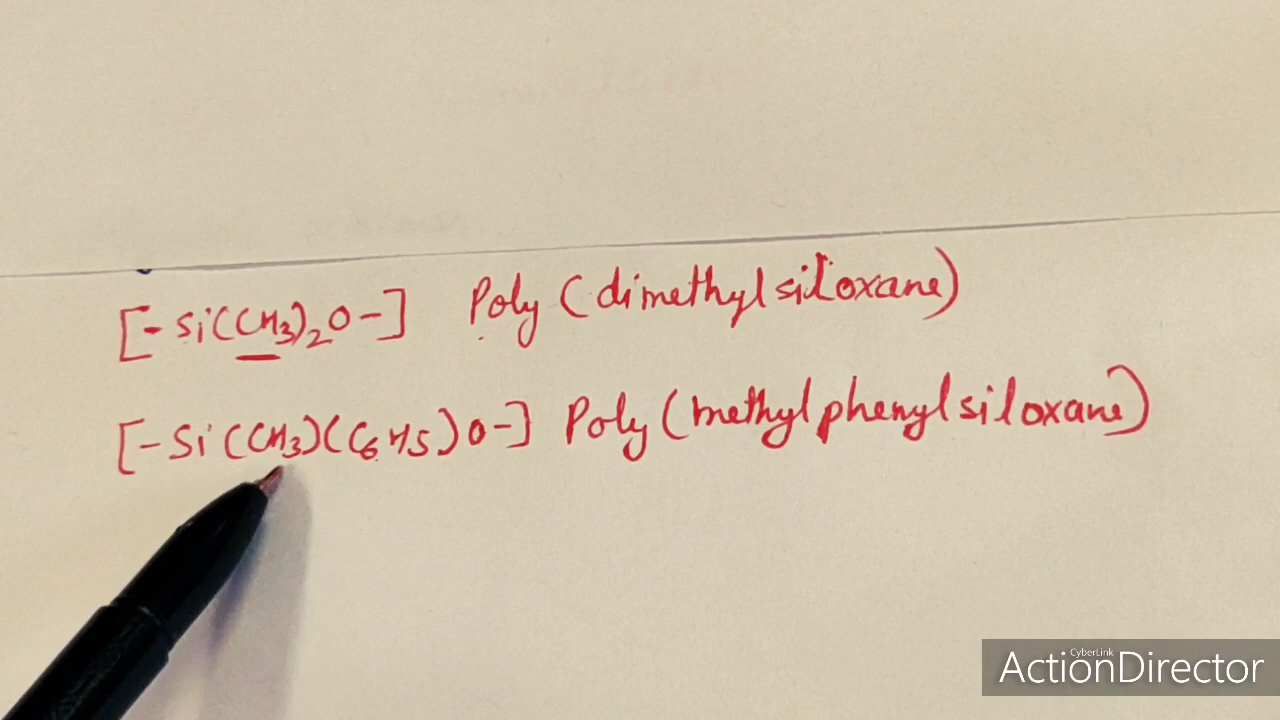 [-Si(CH3)2O-] Poly (dimethylsiloxane)
[-Si(CH3)(C6H5)O-] Poly (methylphenylsiloxane)
CyberLink
ActionDirector